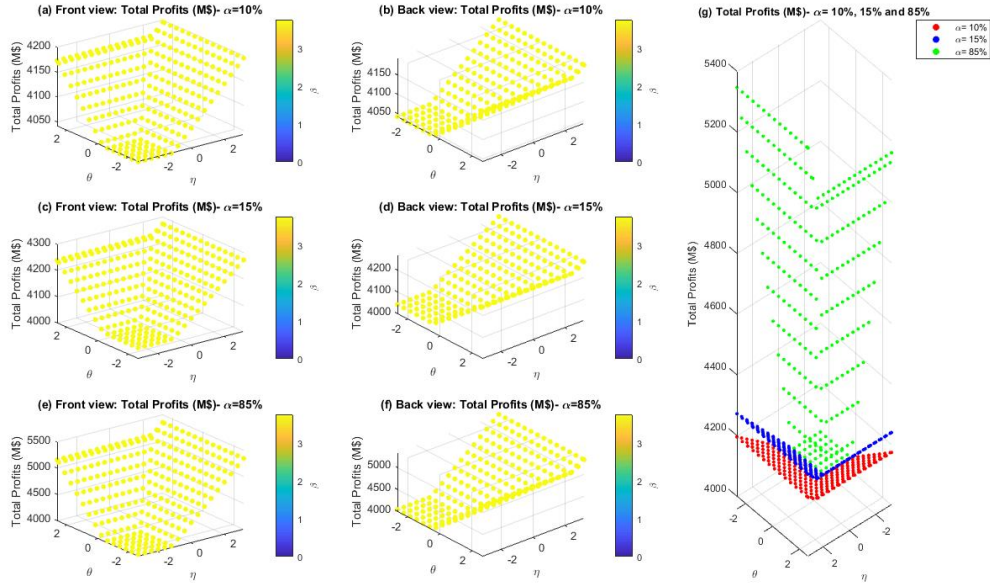 (a) Front view: Total Profits (M$)- α=10%
4200
4150
4100
4050
Total Profits (M$)
2
0
-2
θ
-2
0
2
η
3
2
1
0
β
(b) Back view: Total Profits (M$)- α=10%
4150
4100
4050
Total Profits (M$)
-2
0
2
θ
-2
0
2
η
3
2
1
0
β
(c) Front view: Total Profits (M$)- α=15%
4300
4200
4100
4000
Total Profits (M$)
2
0
-2
θ
-2
0
2
η
3
2
1
0
β
(d) Back view: Total Profits (M$)- α=15%
4200
4100
4000
Total Profits (M$)
-2
0
2
θ
-2
0
2
η
3
2
1
0
β
(e) Front view: Total Profits (M$)- α=85%
5500
5000
4500
4000
Total Profits (M$)
2
0
-2
θ
-2
0
2
η
3
2
1
0
β
(f) Back view: Total Profits (M$)- α=85%
5000
4500
4000
Total Profits (M$)
-2
0
2
θ
-2
0
2
η
3
2
1
0
β
(g) Total Profits (M$)- α= 10%, 15% and 85%
α= 10%
α= 15%
α= 85%
5400
5200
5000
4800
4600
4400
4200
4000
Total Profits (M$)
-2
0
2
θ
-2
0
2
η